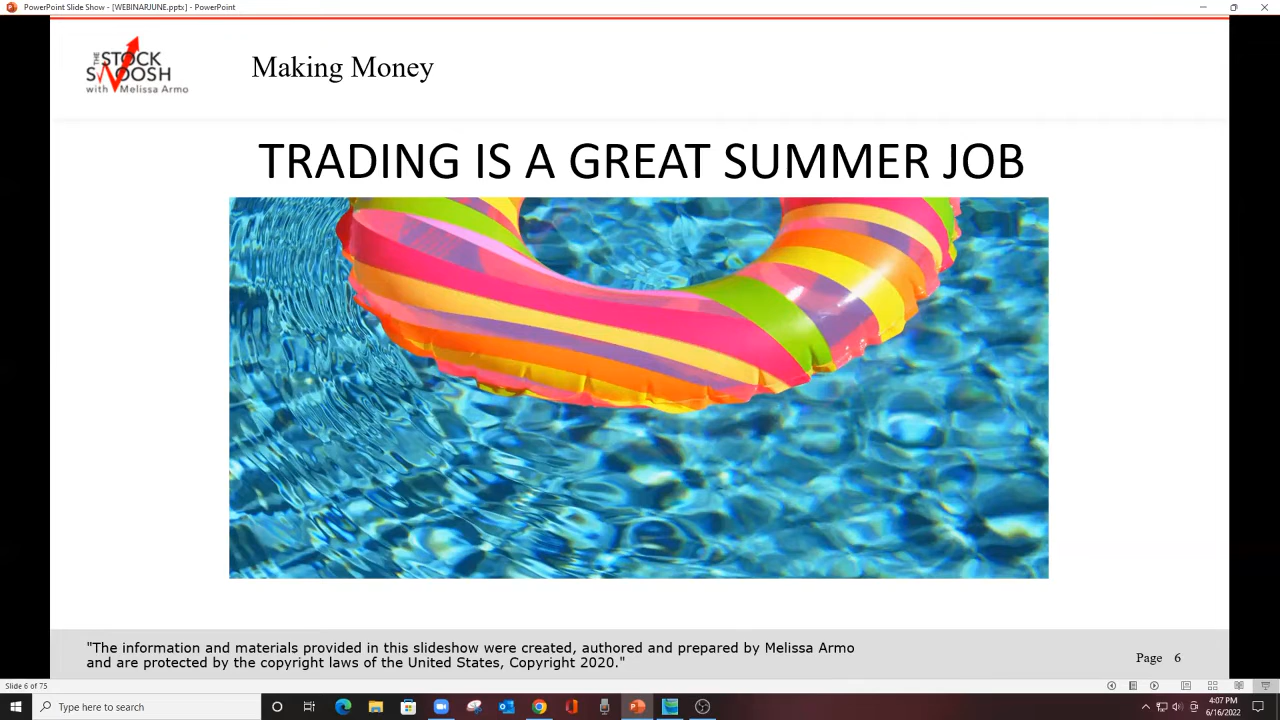 PowerPoint Slide Show - [WEBINARJUNE.pptx] - PowerPoint
THE STOCK SWOOSH
with Melissa Armo
Making Money
TRADING IS A GREAT SUMMER JOB
"The information and materials provided in this slideshow were created, authored and prepared by Melissa Armo
and are protected by the copyright laws of the United States, Copyright 2020."
Page 6
Slide 6 of 75
Type here to search
4:07 PM
6/16/2022